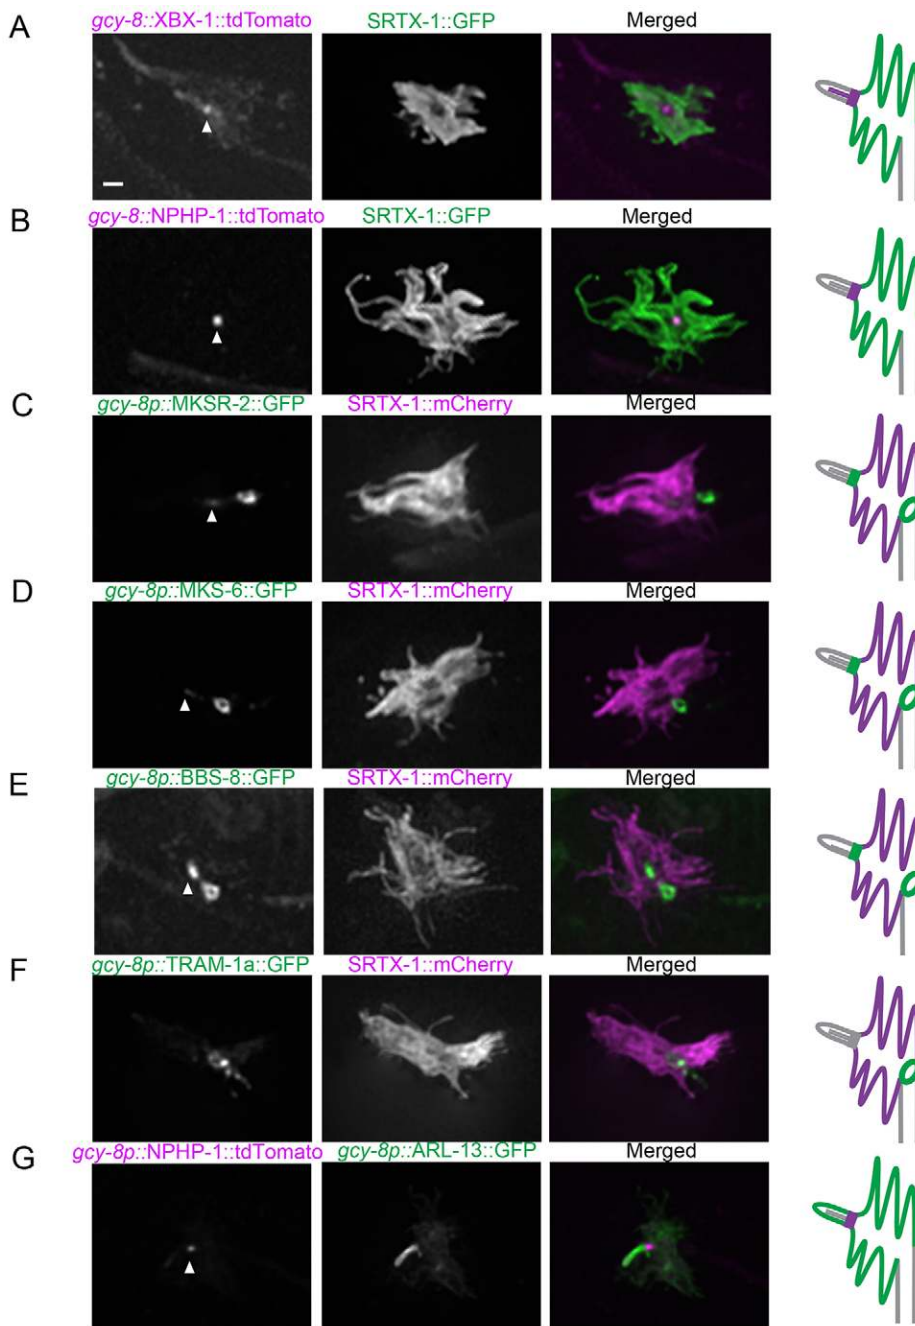 A
gcy-8::XBX-1::tdTomato SRTX-1::GFP Merged
B
gcy-8::NPHP-1::tdTomato SRTX-1::GFP Merged
C
gcy-8p::MKSR-2::GFP SRTX-1::mCherry Merged
D
gcy-8p::MKS-6::GFP SRTX-1::mCherry Merged
E
gcy-8p::BBS-8::GFP SRTX-1::mCherry Merged
F
gcy-8p::TRAM-1a::GFP SRTX-1::mCherry Merged
G
gcy-8p::NPHP-1::tdTomato gcy-8p::ARL-13::GFP Merged